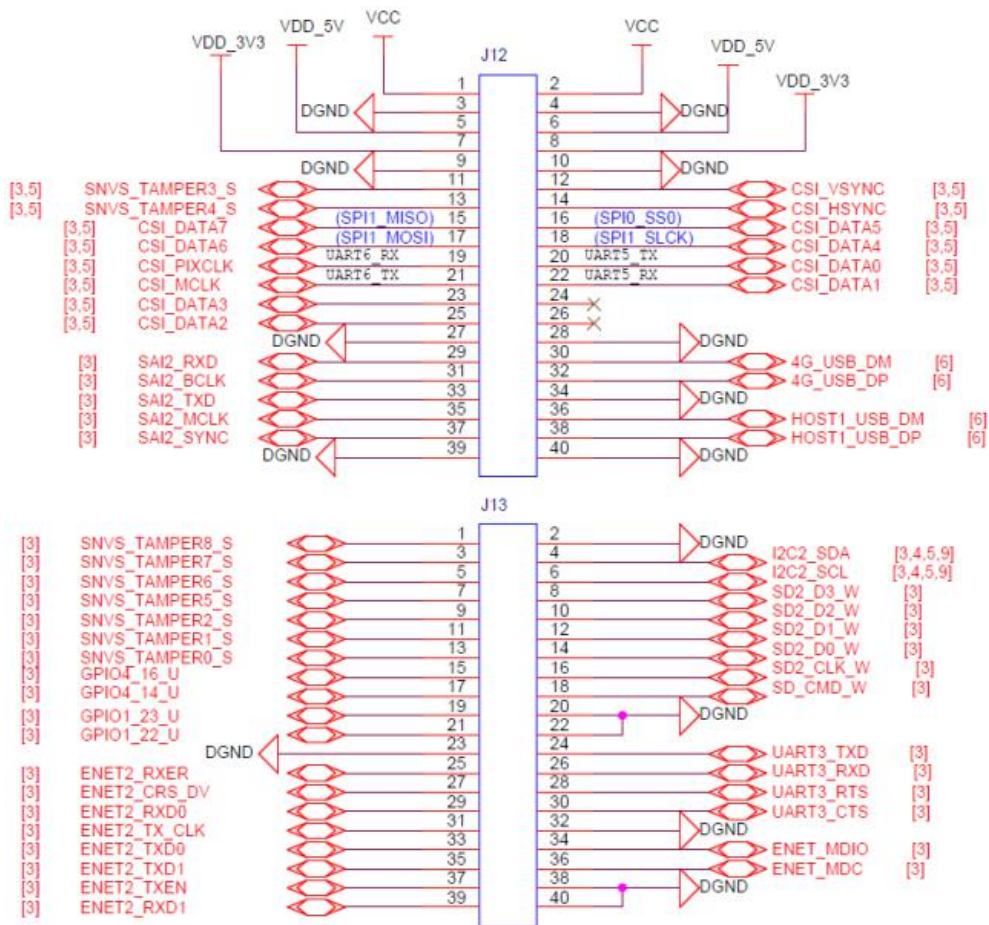 VCC VCC
VDD_5V VDD_5V
VDD_3V3 VDD_3V3
J12
1 2
DGND 3 4 DGND
5 6
7 8
DGND 9 10 DGND
[3,5] SNVS_TAMPER3_S 11 12 CSI_VSYNC [3,5]
[3,5] SNVS_TAMPER4_S 13 14 CSI_HSYNC [3,5]
[3,5] CSI_DATA7 (SPI1_MISO) 15 16 (SPI0_SS0) CSI_DATA5 [3,5]
[3,5] CSI_DATA6 (SPI1_MOSI) 17 18 (SPI1_SLCK) CSI_DATA4 [3,5]
[3,5] CSI_PIXCLK UART6_RX 19 20 UART5_TX CSI_DATA0 [3,5]
[3,5] CSI_MCLK UART6_TX 21 22 UART5_RX CSI_DATA1 [3,5]
[3,5] CSI_DATA3 23 24
[3,5] CSI_DATA2 25 26
DGND 27 28 DGND
[3] SAI2_RXD 29 30 4G_USB_DM [6]
[3] SAI2_BCLK 31 32 4G_USB_DP [6]
[3] SAI2_TXD 33 34 DGND
[3] SAI2_MCLK 35 36 HOST1_USB_DM [6]
[3] SAI2_SYNC 37 38 HOST1_USB_DP [6]
DGND 39 40 DGND
J13
[3] SNVS_TAMPER8_S 1 2 DGND
[3] SNVS_TAMPER7_S 3 4 I2C2_SDA [3,4,5,9]
[3] SNVS_TAMPER6_S 5 6 I2C2_SCL [3,4,5,9]
[3] SNVS_TAMPER5_S 7 8 SD2_D3_W [3]
[3] SNVS_TAMPER2_S 9 10 SD2_D2_W [3]
[3] SNVS_TAMPER1_S 11 12 SD2_D1_W [3]
[3] SNVS_TAMPER0_S 13 14 SD2_D0_W [3]
[3] GPIO4_16_U 15 16 SD2_CLK_W [3]
[3] GPIO4_14_U 17 18 SD_CMD_W [3]
[3] GPIO1_23_U 19 20 DGND
[3] GPIO1_22_U 21 22
DGND 23 24 UART3_TXD [3]
[3] ENET2_RXER 25 26 UART3_RXD [3]
[3] ENET2_CRS_DV 27 28 UART3_RTS [3]
[3] ENET2_RXD0 29 30 UART3_CTS [3]
[3] ENET2_TX_CLK 31 32 DGND
[3] ENET2_TXD0 33 34 ENET_MDIO [3]
[3] ENET2_TXD1 35 36 ENET_MDC [3]
[3] ENET2_TXEN 37 38 DGND
[3] ENET2_RXD1 39 40